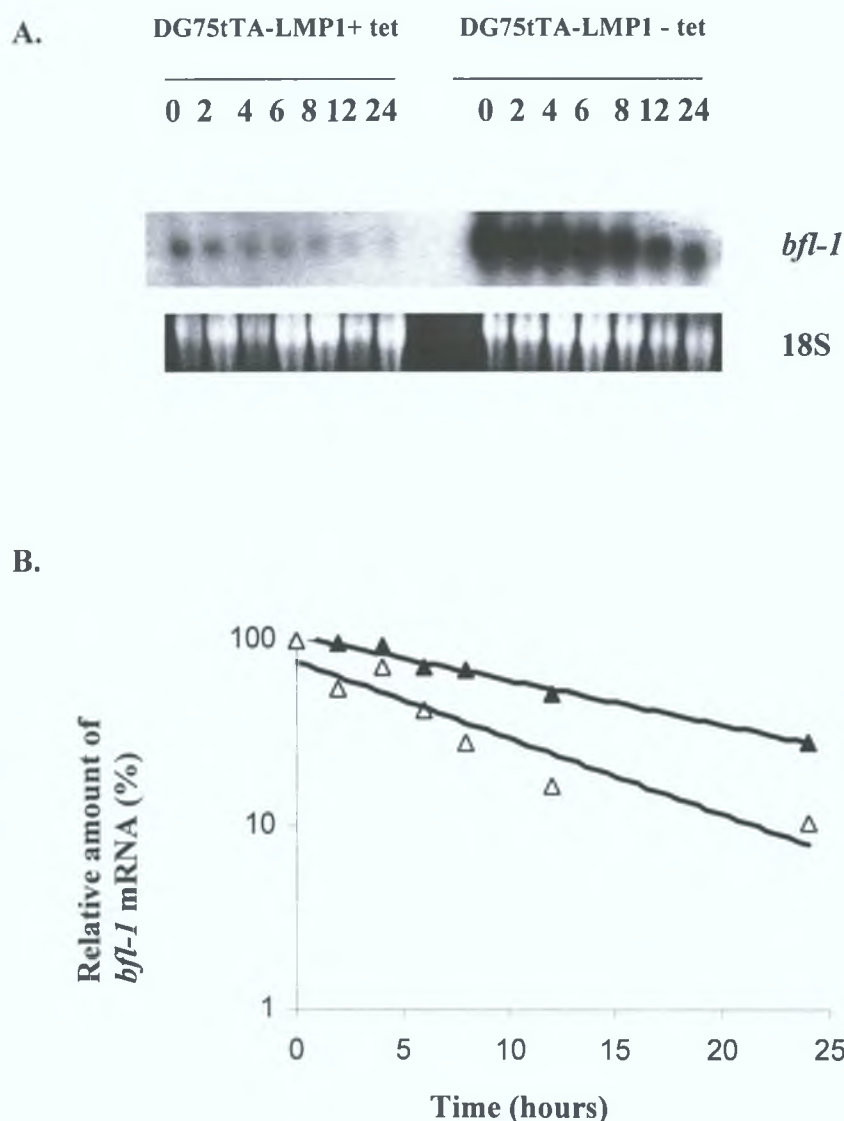 A.
DG75tTA-LMP1+ tet DG75tTA-LMP1 - tet
0 2 4 6 8 12 24 0 2 4 6 8 12 24
bfl-1
18S
B.
Relative amount of
bfl-1 mRNA (%)
100
10
1
0 5 10 15 20 25
Time (hours)